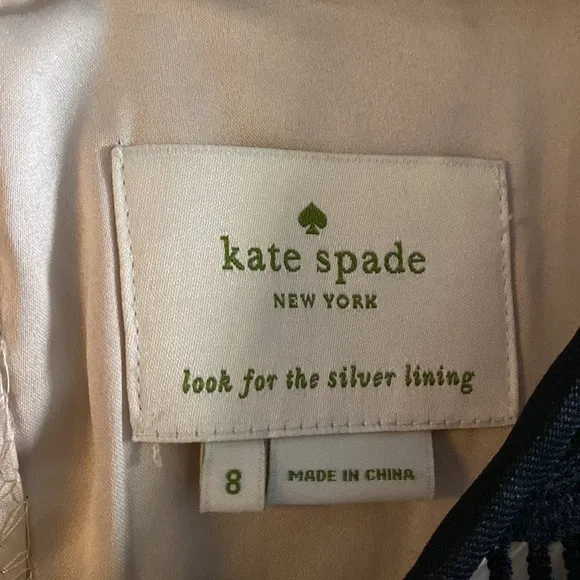 kate spade
NEW YORK
look for the silver lining
8
MADE IN CHINA